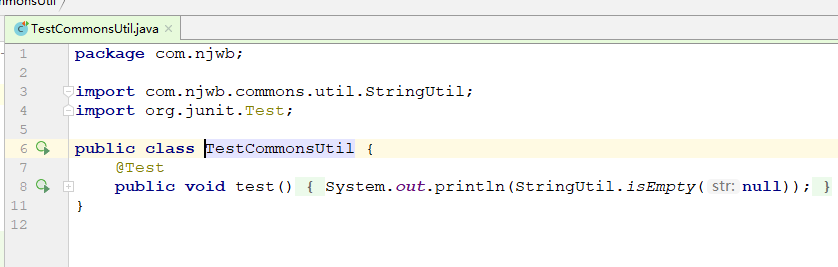 mmonsUtil
TestCommonsUtil.java
1 package com.njwb;
2
3 import com.njwb.commons.util.StringUtil;
4 import org.junit.Test;
5
6 public class TestCommonsUtil {
7 @Test
8 public void test() { System.out.println(StringUtil.isEmpty( str: null)); }
11 }
12